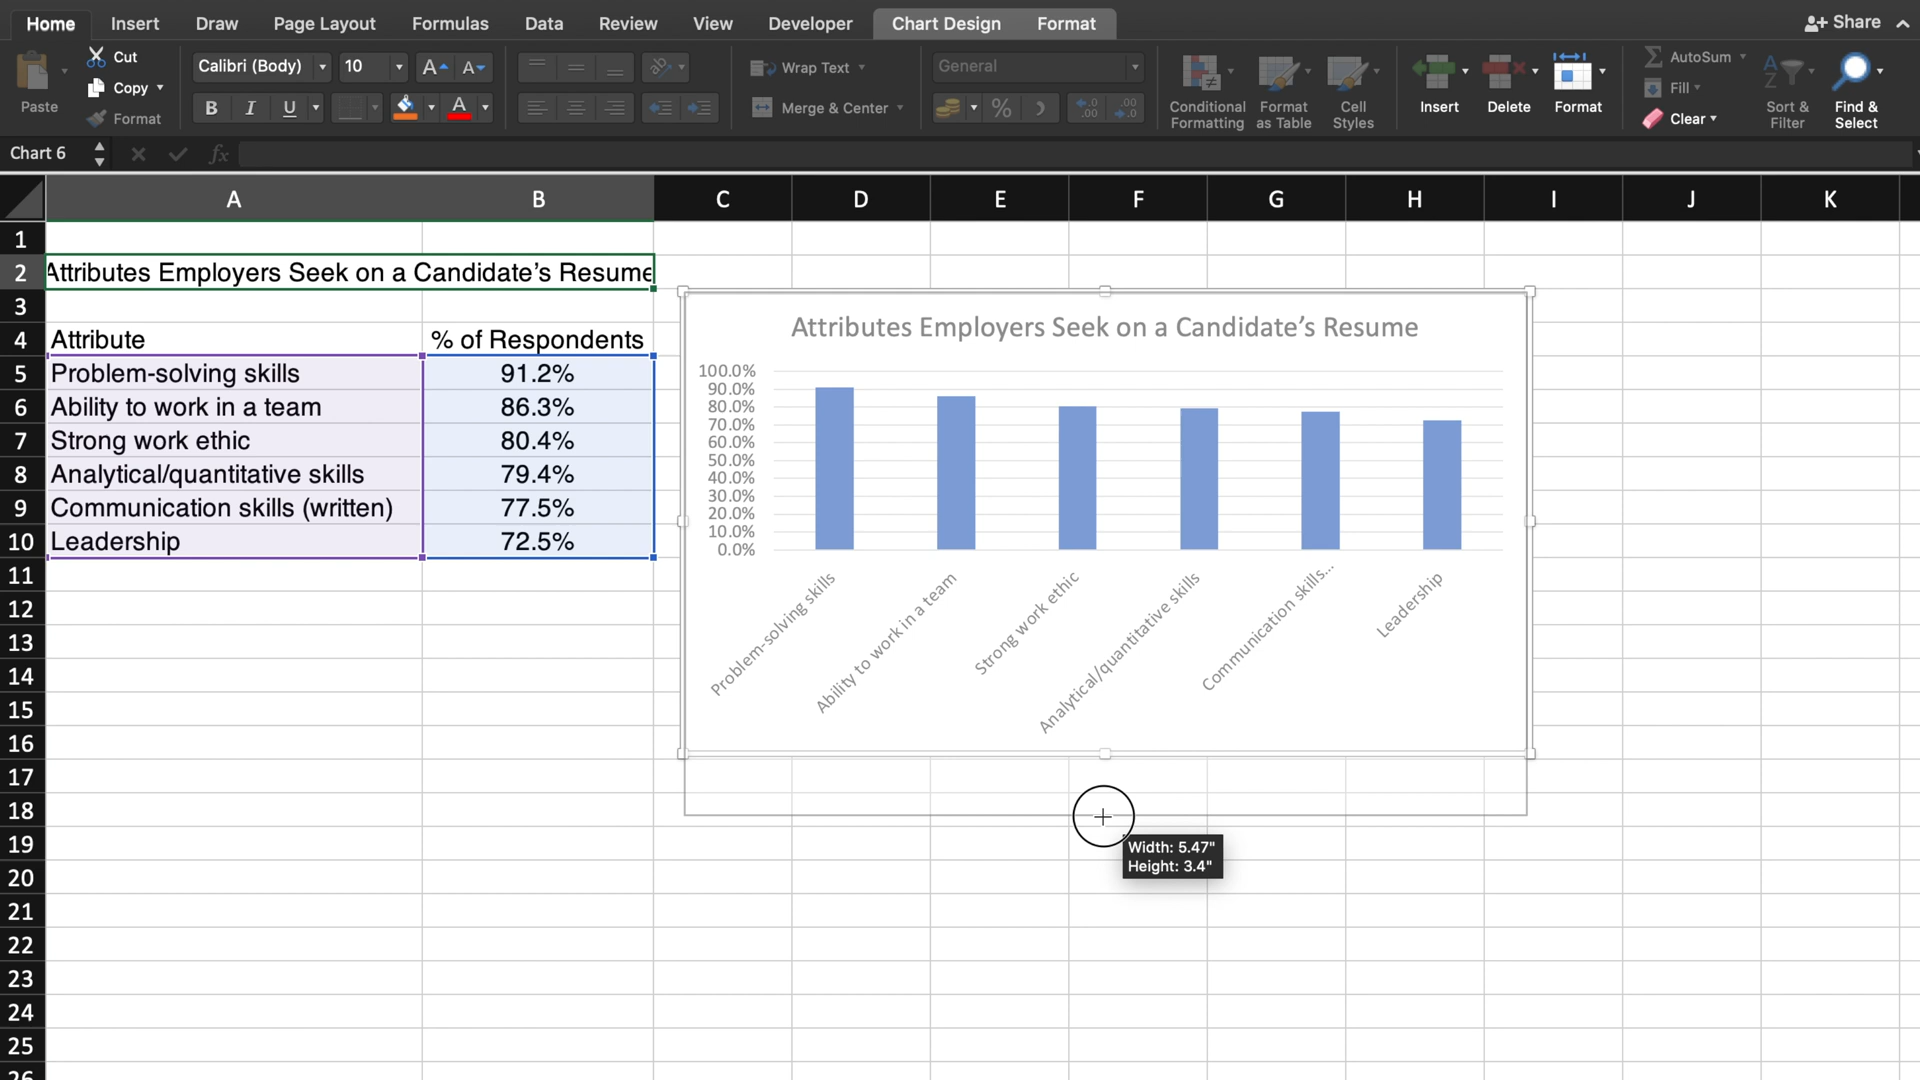 Home Insert Draw Page Layout Formulas Data Review View Developer Chart Design Format Share
Paste
Cut
Copy
Format
Calibri (Body) 10 A A
B I U A
Wrap Text
Merge & Center
General
% )
.0 .00
.00 .0
Conditional Formatting
Format as Table
Cell Styles
Insert
Delete
Format
AutoSum
Fill
Clear
Sort & Filter
Find & Select
Chart 6 fx
A B C D E F G H I J K
1
2 Attributes Employers Seek on a Candidate’s Resume
3
4 Attribute % of Respondents
5 Problem-solving skills 91.2%
6 Ability to work in a team 86.3%
7 Strong work ethic 80.4%
8 Analytical/quantitative skills 79.4%
9 Communication skills (written) 77.5%
10 Leadership 72.5%
11
12
13
14
15
16
17
18
19
20
21
22
23
24
25
26
Attributes Employers Seek on a Candidate’s Resume
100.0%
90.0%
80.0%
70.0%
60.0%
50.0%
40.0%
30.0%
20.0%
10.0%
0.0%
Problem-solving skills
Ability to work in a team
Strong work ethic
Analytical/quantitative skills
Communication skills...
Leadership
Width: 5.47"
Height: 3.4"